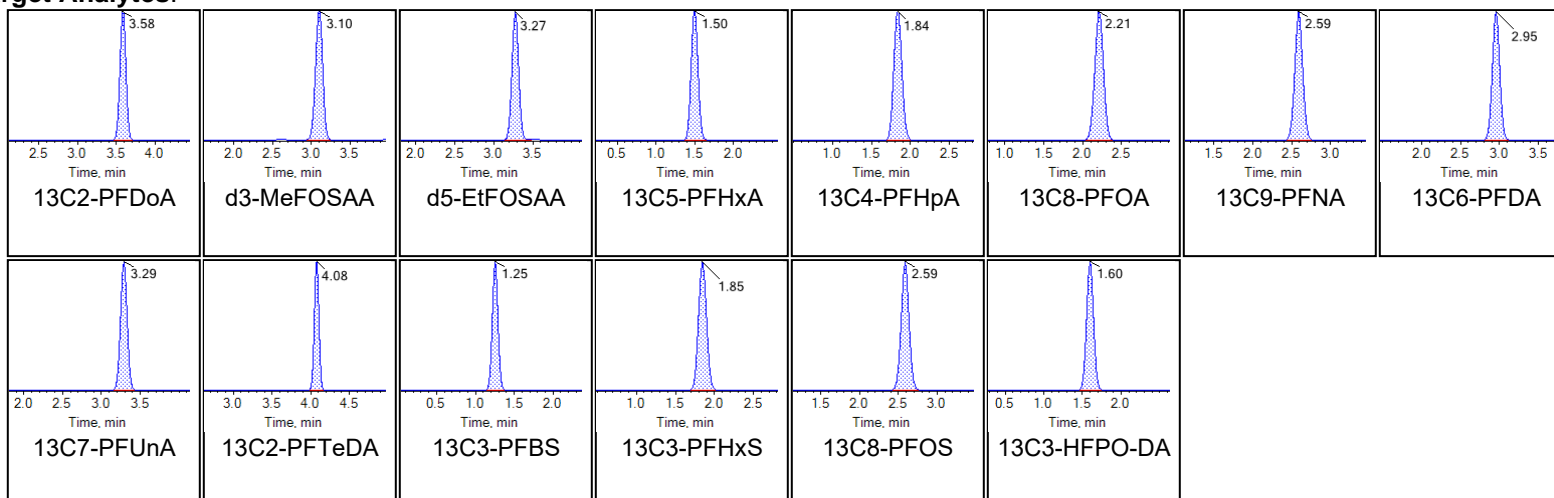 rget Analytes:
3.58 3.10 3.27 1.50 1.84 2.21 2.59 2.95
2.5 3.0 3.5 4.0 2.0 2.5 3.0 3.5 2.0 2.5 3.0 3.5 0.5 1.0 1.5 2.0 1.0 1.5 2.0 2.5 1.0 1.5 2.0 2.5 1.5 2.0 2.5 3.0 2.0 2.5 3.0 3.5
Time, min Time, min Time, min Time, min Time, min Time, min Time, min Time, min
13C2-PFDoA d3-MeFOSAA d5-EtFOSAA 13C5-PFHxA 13C4-PFHpA 13C8-PFOA 13C9-PFNA 13C6-PFDA
3.29 4.08 1.25 1.85 2.59 1.60
2.0 2.5 3.0 3.5 3.0 3.5 4.0 4.5 0.5 1.0 1.5 2.0 1.0 1.5 2.0 2.5 1.5 2.0 2.5 3.0 0.5 1.0 1.5 2.0
Time, min Time, min Time, min Time, min Time, min Time, min
13C7-PFUnA 13C2-PFTeDA 13C3-PFBS 13C3-PFHxS 13C8-PFOS 13C3-HFPO-DA